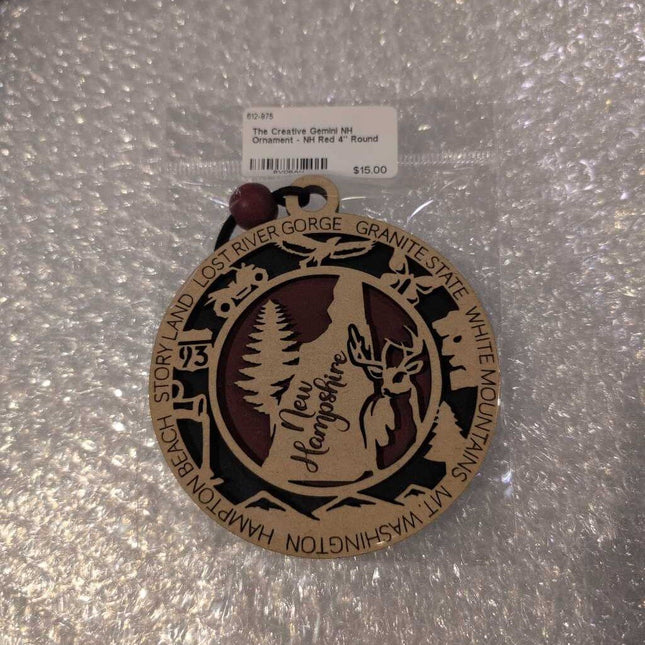 612-975
The Creative Gemini NH
Ornament - NH Red 4" Round
$15.00
LOST RIVER GORGE
GRANITE STATE
WHITE MOUNTAINS
MT. WASHINGTON
HAMPTON BEACH
STORY LAND
93
New
Hampshire